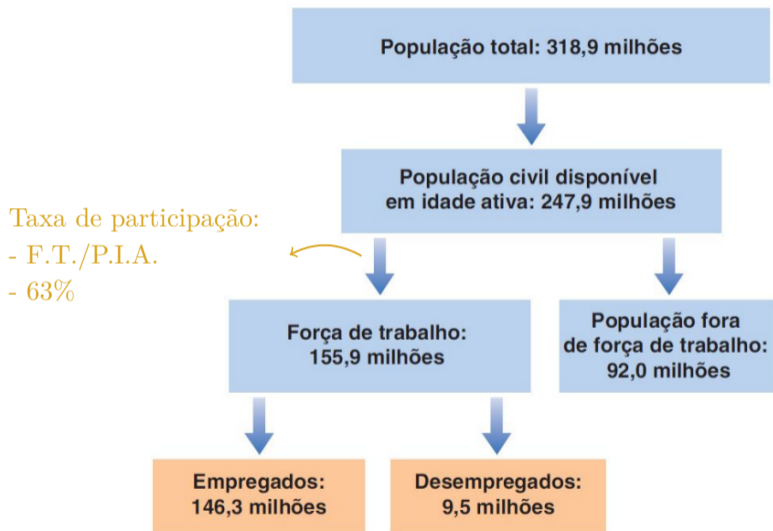 População total: 318,9 milhões
População civil disponível
em idade ativa: 247,9 milhões
Taxa de participação:
- F.T./P.I.A.
- 63%
Força de trabalho:
155,9 milhões
População fora
de força de trabalho:
92,0 milhões
Empregados:
146,3 milhões
Desempregados:
9,5 milhões